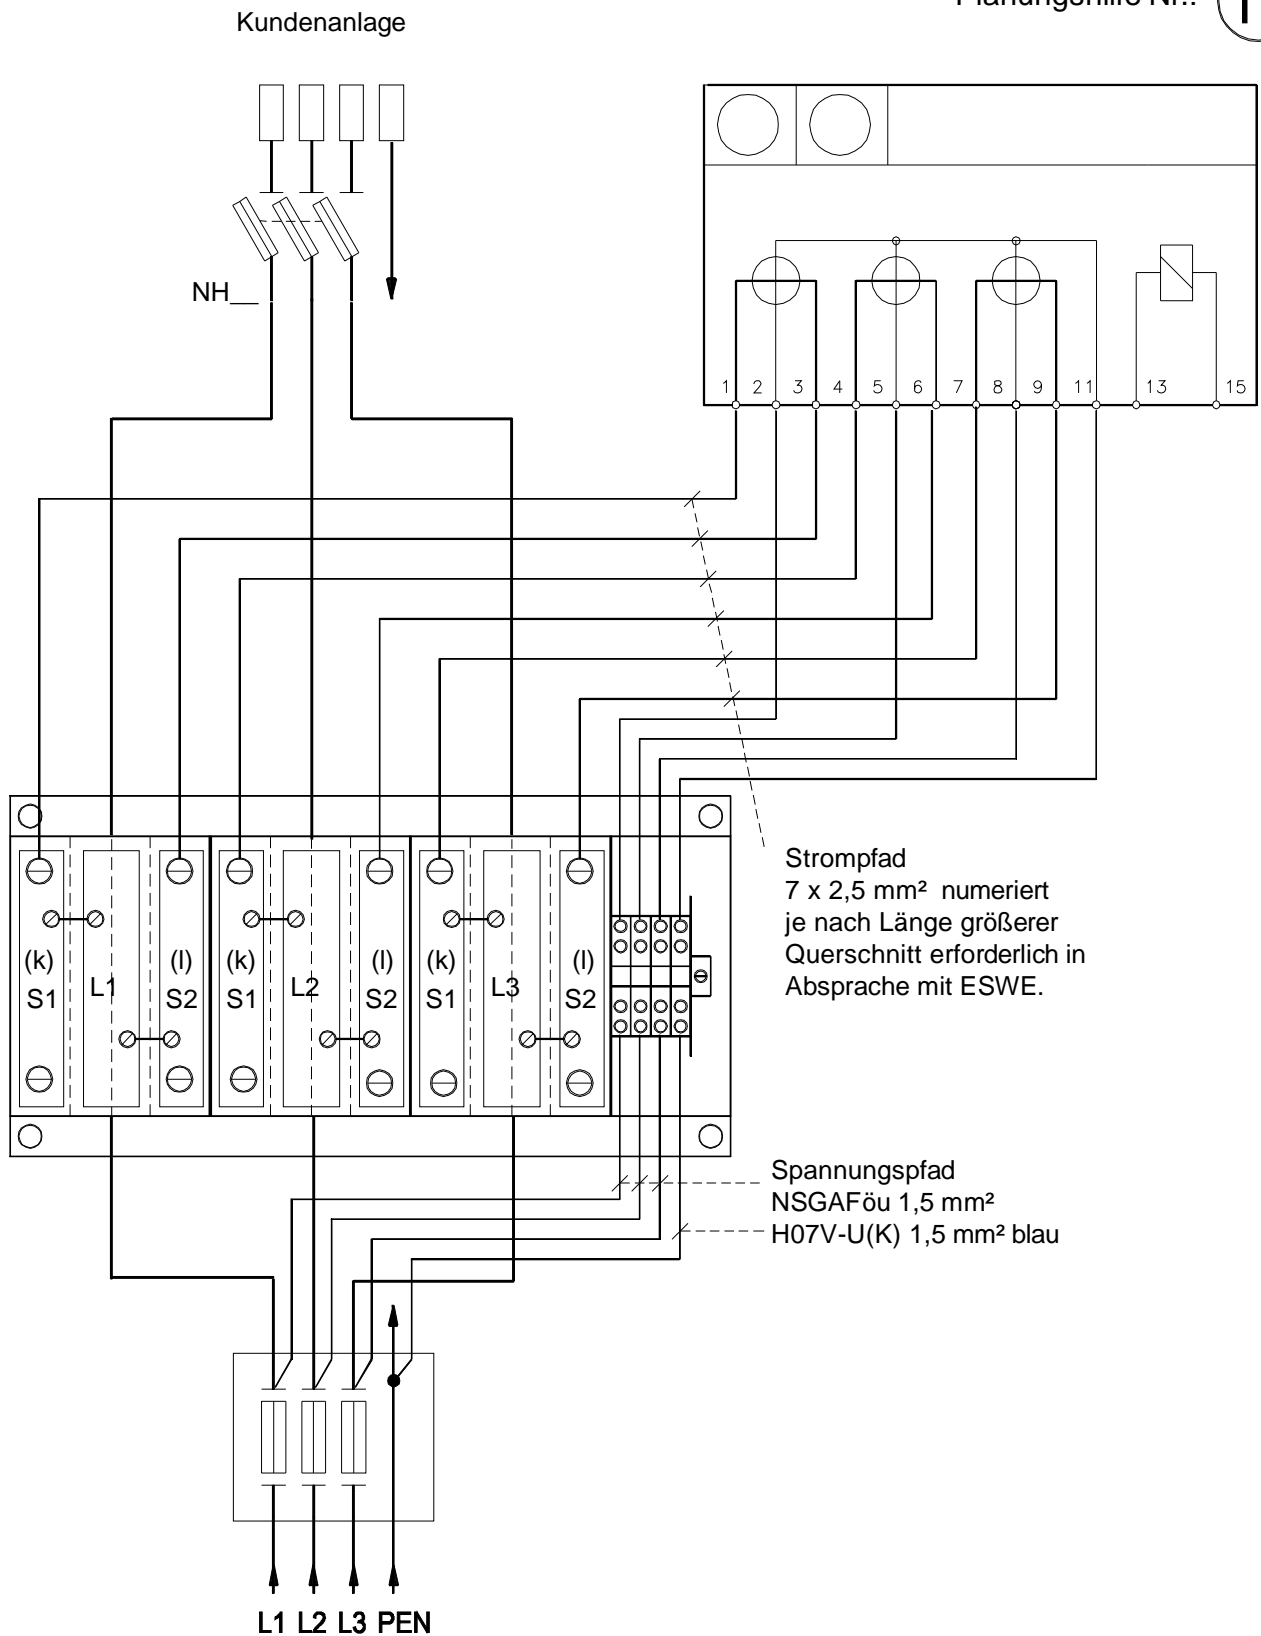 Kundenanlage
NH__
1 2 3 4 5 6 7 8 9 11 13 15
Strompfad
7 x 2,5 mm² numeriert
je nach Länge größerer
Querschnitt erforderlich in
Absprache mit ESWE.
(k) (l) (k) (l) (k) (l)
S1 L1 S2 S1 L2 S2 S1 L3 S2
Spannungspfad
NSGAFöu 1,5 mm²
H07V-U(K) 1,5 mm² blau
L1 L2 L3 PEN